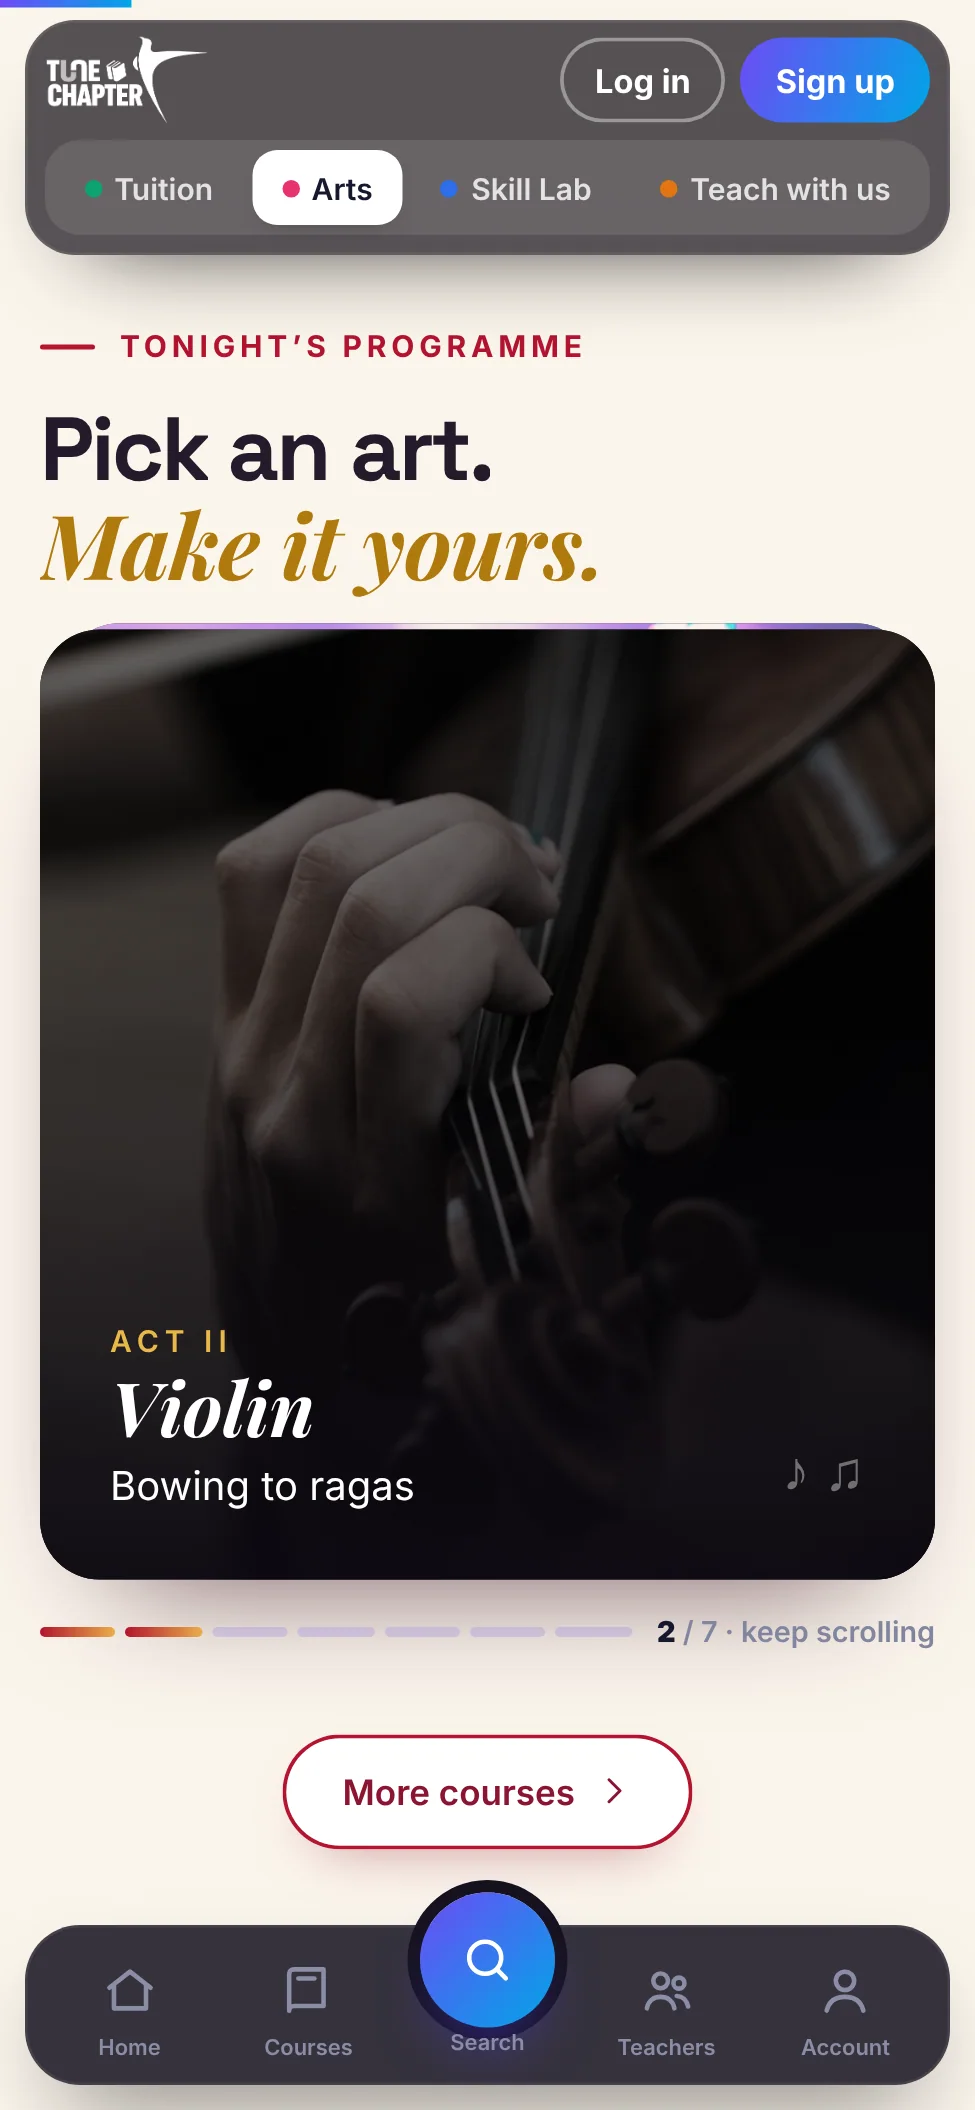 TUNE
CHAPTER
Log in
Sign up
Tuition
Arts
Skill Lab
Teach with us
TONIGHT’S PROGRAMME
Pick an art.
Make it yours.
ACT II
Violin
Bowing to ragas
♪ ♫
2 / 7 · keep scrolling
More courses
Home
Courses
Search
Teachers
Account